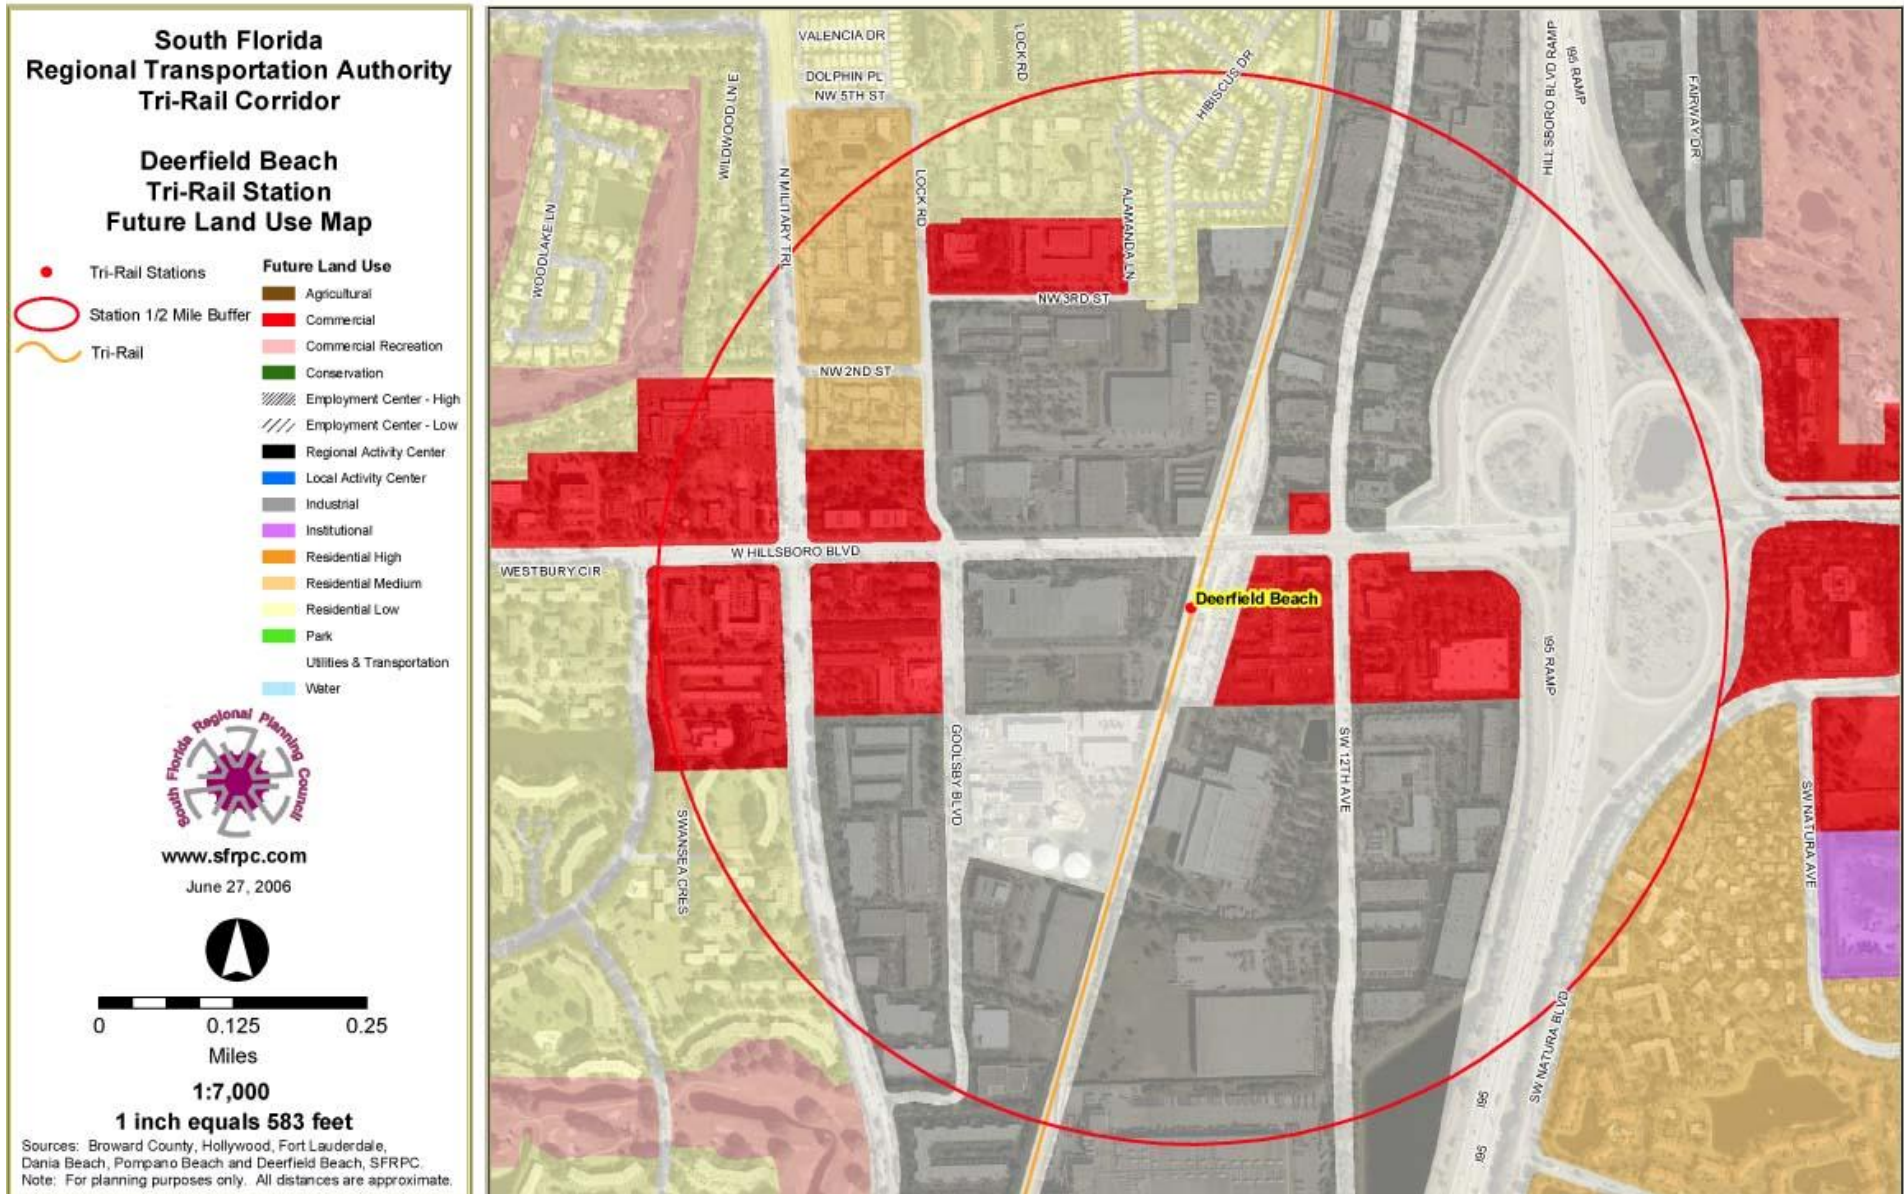 South Florida
Regional Transportation Authority
Tri-Rail Corridor
Deerfield Beach
Tri-Rail Station
Future Land Use Map
Tri-Rail Stations
Station 1/2 Mile Buffer
Tri-Rail
Future Land Use
Agricultural
Commercial
Commercial Recreation
Conservation
Employment Center - High
Employment Center - Low
Regional Activity Center
Local Activity Center
Industrial
Institutional
Residential High
Residential Medium
Residential Low
Park
Utilities & Transportation
Water
South Florida Regional Planning Council
www.sfrpc.com
June 27, 2006
0 0.125 0.25
Miles
1:7,000
1 inch equals 583 feet
Sources: Broward County, Hollywood, Fort Lauderdale,
Dania Beach, Pompano Beach and Deerfield Beach, SFRPC.
Note: For planning purposes only. All distances are approximate.
VALENCIA DR
DOLPHIN PL
NW 5TH ST
LOCK RD
HIBISCUS DR
HILLSBORO BLVD RAMP
I95 RAMP
FAIRWAY DR
WILDWOOD LN E
WOODLAKE LN
N MILITARY TRL
LOCK RD
ALAMANDA LN
NW 3RD ST
NW 2ND ST
W HILLSBORO BLVD
WESTBURY CIR
Deerfield Beach
I95 RAMP
GOOLSBY BLVD
SW 12TH AVE
SWANSEA CRES
SW NATURA AVE
SW NATURA BLVD
I95
I95